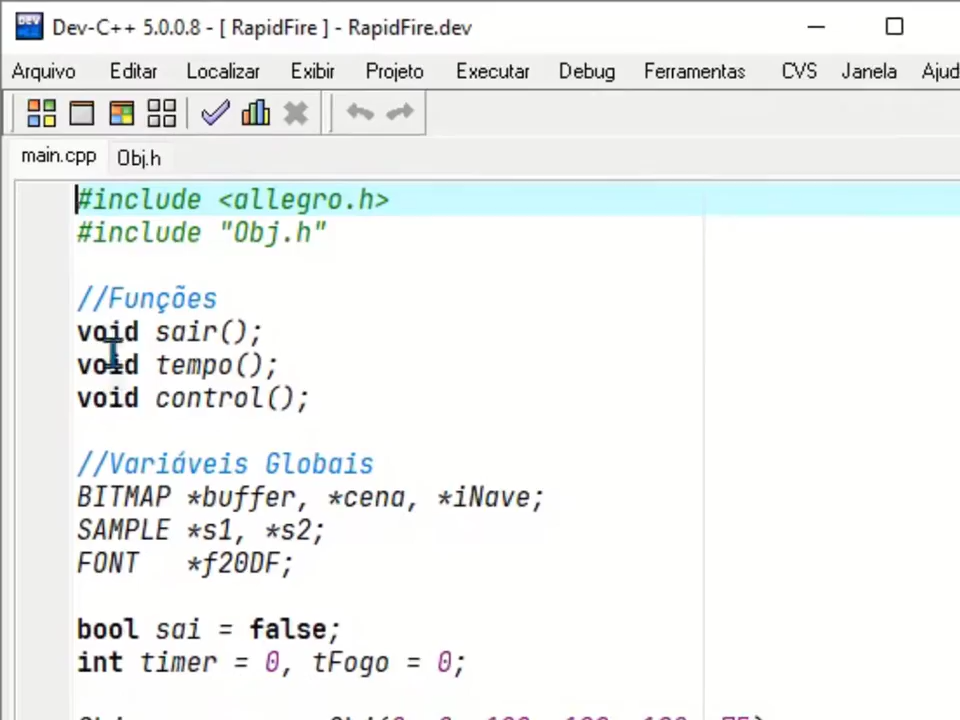 Dev-C++ 5.0.0.8 - [ RapidFire ] - RapidFire.dev
Arquivo Editar Localizar Exibir Projeto Executar Debug Ferramentas CVS Janela Ajud
main.cpp Obj.h
#include <allegro.h>
#include "Obj.h"
//Funções
void sair();
void tempo();
void control();
//Variáveis Globais
BITMAP *buffer, *cena, *iNave;
SAMPLE *s1, *s2;
FONT *f20DF;
bool sai = false;
int timer = 0, tFogo = 0;